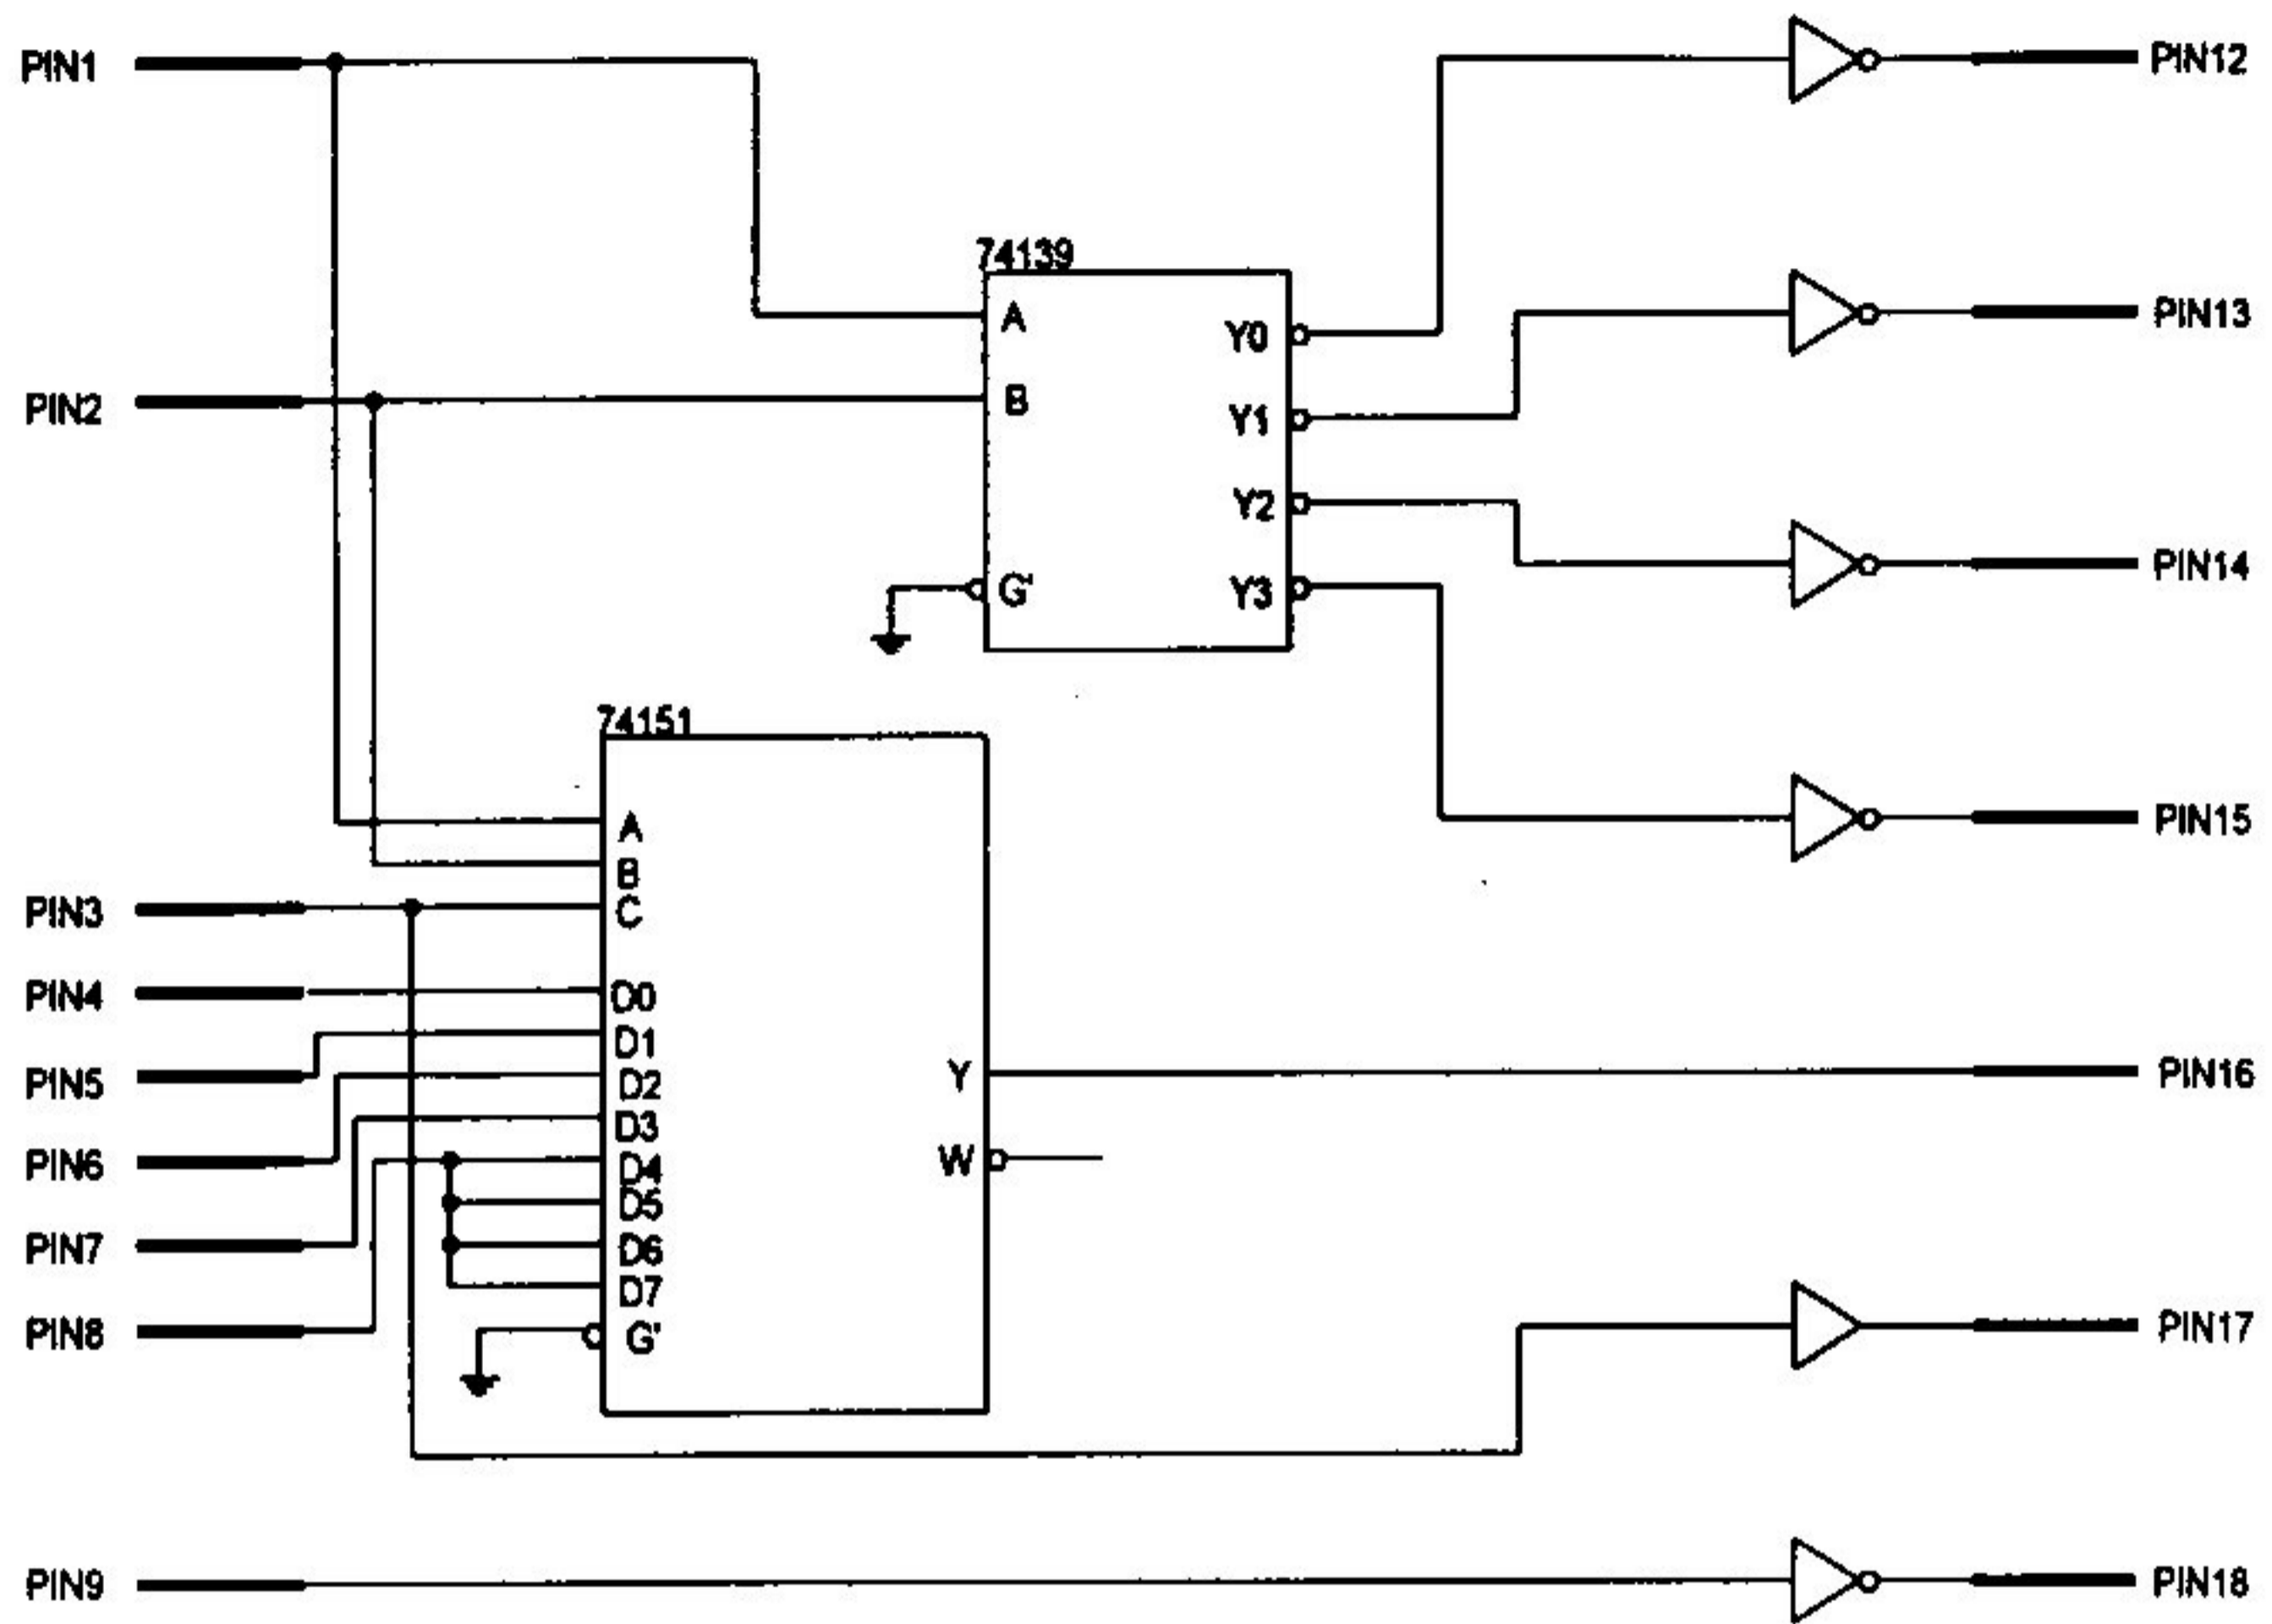 PIN1
PIN12
74139
A
Y0
PIN13
PIN2
B
Y1
Y2
PIN14
G'
Y3
74151
PIN15
A
B
PIN3
C
PIN4
D0
D1
PIN5
D2
Y
PIN16
D3
PIN6
D4
W
D5
PIN7
D6
D7
PIN8
G'
PIN17
PIN9
PIN18